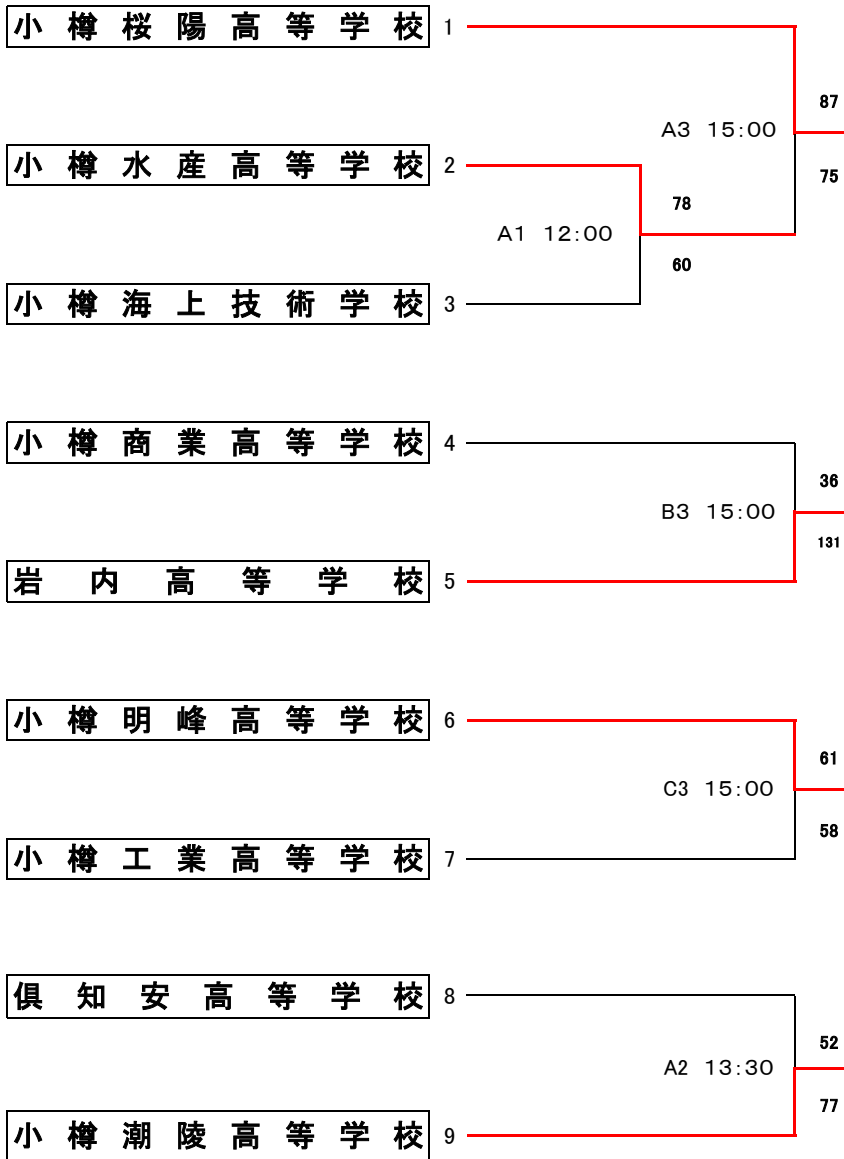 小樽桜陽高等学校 1
87
A3 15:00
小樽水産高等学校 2
75
78
A1 12:00
60
小樽海上技術学校 3
小樽商業高等学校 4
36
B3 15:00
131
岩内高等学校 5
小樽明峰高等学校 6
61
C3 15:00
58
小樽工業高等学校 7
倶知安高等学校 8
52
A2 13:30
77
小樽潮陵高等学校 9